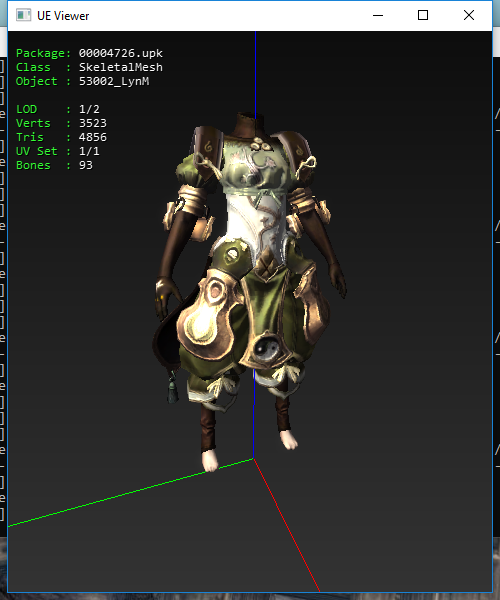 UE Viewer
Package: 00004726.upk
Class : SkeletalMesh
Object : 53002_LynM
LOD : 1/2
Verts : 3523
Tris : 4856
UV Set : 1/1
Bones : 93